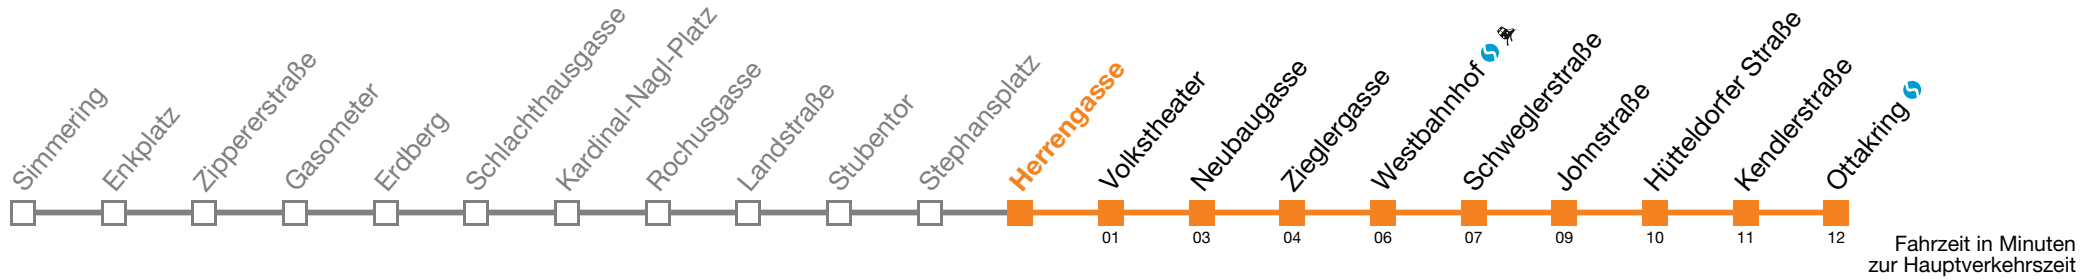 Simmering
Enkplatz
Zippererstraße
Gasometer
Erdberg
Schlachthausgasse
Kardinal-Nagl-Platz
Rochusgasse
Landstraße
Stubentor
Stephansplatz
Herrengasse
Volkstheater
Neubaugasse
Zieglergasse
Westbahnhof
Schweglerstraße
Johnstraße
Hütteldorfer Straße
Kendlerstraße
Ottakring
01 03 04 06 07 09 10 11 12
Fahrzeit in Minuten
zur Hauptverkehrszeit